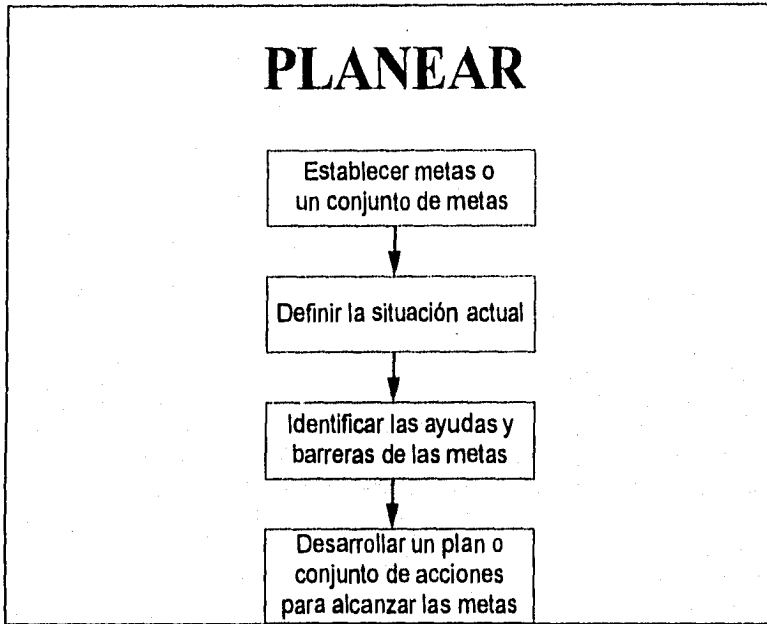 PLANEAR
Establecer metas o
un conjunto de metas
Definir la situación actual
Identificar las ayudas y
barreras de las metas
Desarrollar un plan o
conjunto de acciones
para alcanzar las metas